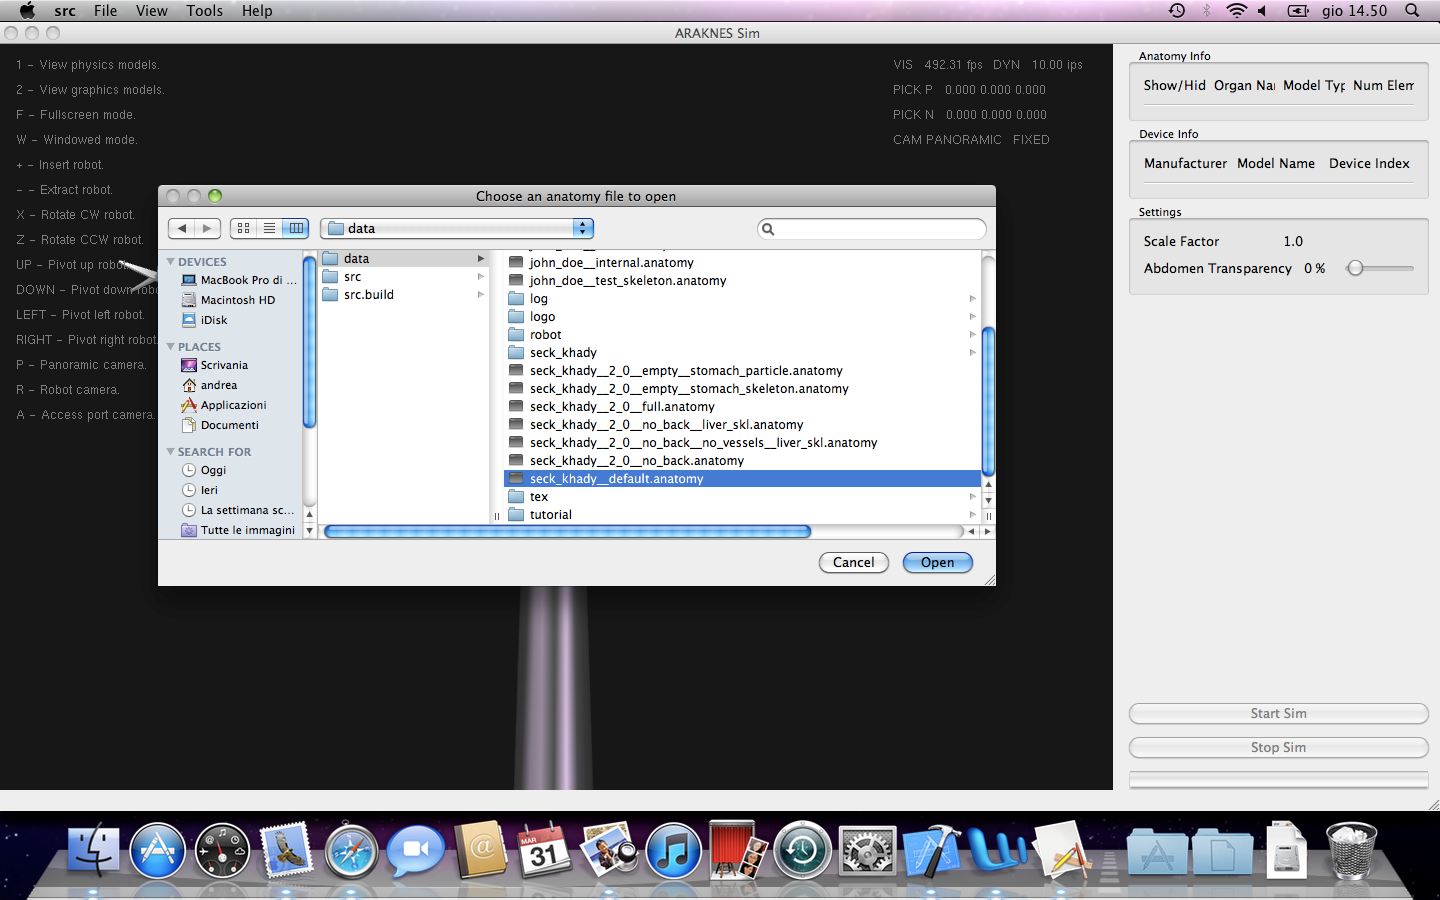 src File View Tools Help gio 14.50
ARAKNES Sim
1 – View physics models.
2 – View graphics models.
F – Fullscreen mode.
W – Windowed mode.
+ – Insert robot.
– – Extract robot.
X – Rotate CW robot.
Z – Rotate CCW robot.
UP – Pivot up rob
DOWN – Pivot down robo
LEFT – Pivot left robot.
RIGHT – Pivot right robot.
P – Panoramic camera.
R – Robot camera.
A – Access port camera.
VIS 492.31 fps DYN 10.00 ips
PICK P 0.000 0.000 0.000
PICK N 0.000 0.000 0.000
CAM PANORAMIC FIXED
Choose an anatomy file to open
data
DEVICES
MacBook Pro di ...
Macintosh HD
iDisk
PLACES
Scrivania
andrea
Applicazioni
Documenti
SEARCH FOR
Oggi
Ieri
La settimana sc...
Tutte le immagini
data
src
src.build
john_doe__internal.anatomy
john_doe__test_skeleton.anatomy
log
logo
robot
seck_khady
seck_khady__2_0__empty__stomach_particle.anatomy
seck_khady__2_0__empty__stomach_skeleton.anatomy
seck_khady__2_0__full.anatomy
seck_khady__2_0__no_back__liver_skl.anatomy
seck_khady__2_0__no_back__no_vessels__liver_skl.anatomy
seck_khady__2_0__no_back.anatomy
seck_khady__default.anatomy
tex
tutorial
Cancel Open
Anatomy Info
Show/Hid Organ Nar Model Typ Num Elem
Device Info
Manufacturer Model Name Device Index
Settings
Scale Factor 1.0
Abdomen Transparency 0 %
Start Sim
Stop Sim
MAR
31